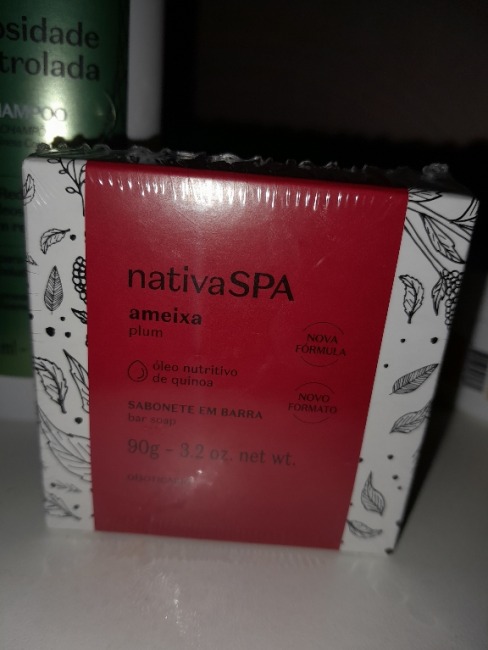 osidade
trolada
AMPOO
nativaSPA
ameixa
plum
óleo nutritivo
de quinoa
SABONETE EM BARRA
bar soap
90g - 3.2 oz. net wt.
NOVA
FÓRMULA
NOVO
FORMATO